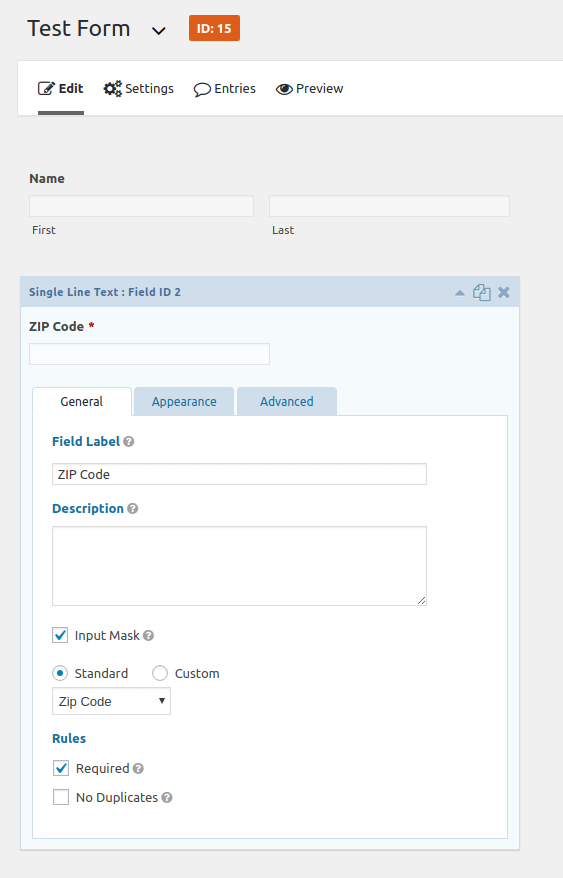 Test Form ID: 15
Edit Settings Entries Preview
Name
First Last
Single Line Text : Field ID 2
ZIP Code *
General Appearance Advanced
Field Label ?
ZIP Code
Description ?
Input Mask ?
Standard Custom
Zip Code
Rules
Required ?
No Duplicates ?